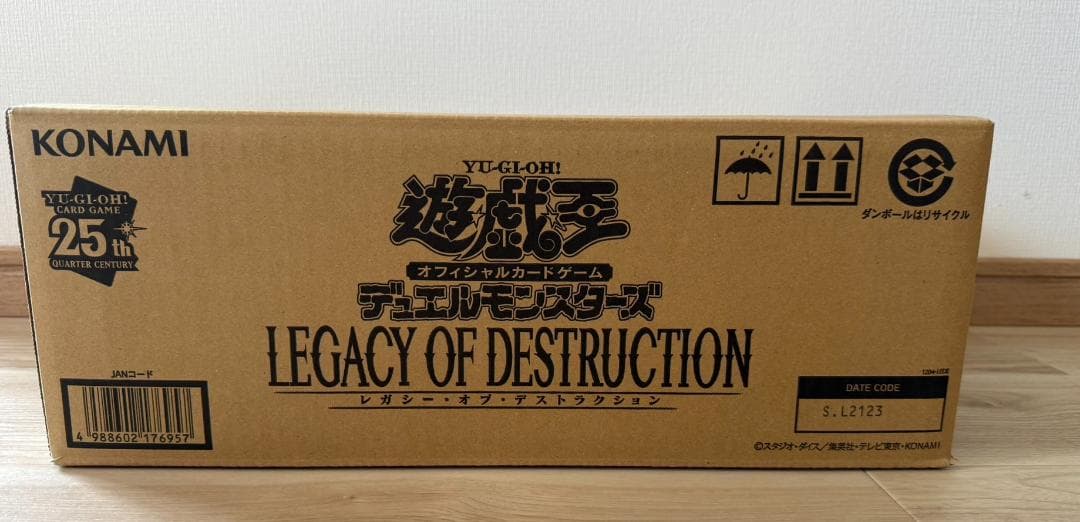 KONAMI
YU-GI-OH!
CARD GAME
25th
QUARTER CENTURY
YU-GI-OH!
遊戯王
オフィシャルカードゲーム
デュエルモンスターズ
LEGACY OF DESTRUCTION
レガシー・オブ・デストラクション
ダンボールはリサイクル
JANコード
4 988602 176957
DATE CODE
S.L2123
©スタジオ・ダイス/集英社・テレビ東京・KONAMI